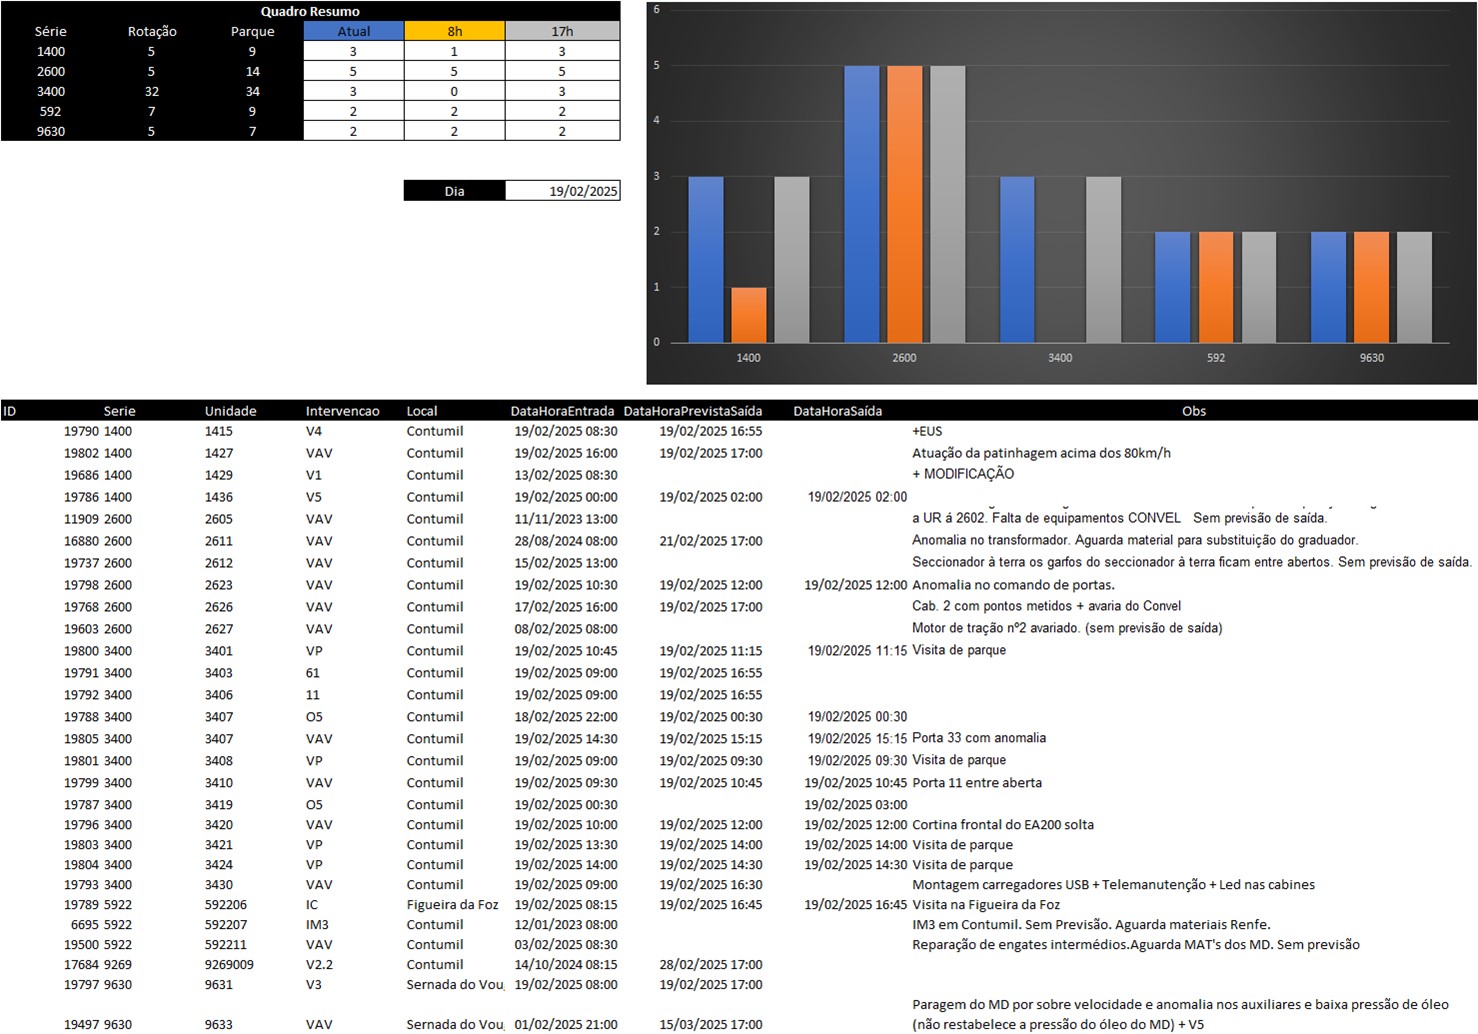 Quadro Resumo
Série Rotação Parque Atual 8h 17h
1400 5 9 3 1 3
2600 5 14 5 5 5
3400 32 34 3 0 3
592 7 9 2 2 2
9630 5 7 2 2 2
Dia 19/02/2025
6
5
4
3
2
1
0
1400 2600 3400 592 9630
ID Serie Unidade Intervencao Local DataHoraEntrada DataHoraPrevistaSaída DataHoraSaída Obs
19790 1400 1415 V4 Contumil 19/02/2025 08:30 19/02/2025 16:55 +EUS
19802 1400 1427 VAV Contumil 19/02/2025 16:00 19/02/2025 17:00 Atuação da patinhagem acima dos 80km/h
19686 1400 1429 V1 Contumil 13/02/2025 08:30 + MODIFICAÇÃO
19786 1400 1436 V5 Contumil 19/02/2025 00:00 19/02/2025 02:00 19/02/2025 02:00
11909 2600 2605 VAV Contumil 11/11/2023 13:00 a UR á 2602. Falta de equipamentos CONVEL Sem previsão de saída.
16880 2600 2611 VAV Contumil 28/08/2024 08:00 21/02/2025 17:00 Anomalia no transformador. Aguarda material para substituição do graduador.
19737 2600 2612 VAV Contumil 15/02/2025 13:00 Seccionador à terra os garfos do seccionador à terra ficam entre abertos. Sem previsão de saída.
19798 2600 2623 VAV Contumil 19/02/2025 10:30 19/02/2025 12:00 19/02/2025 12:00 Anomalia no comando de portas.
19768 2600 2626 VAV Contumil 17/02/2025 16:00 19/02/2025 17:00 Cab. 2 com pontos metidos + avaria do Convel
19603 2600 2627 VAV Contumil 08/02/2025 08:00 Motor de tração nº2 avariado. (sem previsão de saída)
19800 3400 3401 VP Contumil 19/02/2025 10:45 19/02/2025 11:15 19/02/2025 11:15 Visita de parque
19791 3400 3403 61 Contumil 19/02/2025 09:00 19/02/2025 16:55
19792 3400 3406 11 Contumil 19/02/2025 09:00 19/02/2025 16:55
19788 3400 3407 O5 Contumil 18/02/2025 22:00 19/02/2025 00:30 19/02/2025 00:30
19805 3400 3407 VAV Contumil 19/02/2025 14:30 19/02/2025 15:15 19/02/2025 15:15 Porta 33 com anomalia
19801 3400 3408 VP Contumil 19/02/2025 09:00 19/02/2025 09:30 19/02/2025 09:30 Visita de parque
19799 3400 3410 VAV Contumil 19/02/2025 09:30 19/02/2025 10:45 19/02/2025 10:45 Porta 11 entre aberta
19787 3400 3419 O5 Contumil 19/02/2025 00:30 19/02/2025 03:00
19796 3400 3420 VAV Contumil 19/02/2025 10:00 19/02/2025 12:00 19/02/2025 12:00 Cortina frontal do EA200 solta
19803 3400 3421 VP Contumil 19/02/2025 13:30 19/02/2025 14:00 19/02/2025 14:00 Visita de parque
19804 3400 3424 VP Contumil 19/02/2025 14:00 19/02/2025 14:30 19/02/2025 14:30 Visita de parque
19793 3400 3430 VAV Contumil 19/02/2025 09:00 19/02/2025 16:30 Montagem carregadores USB + Telemanutenção + Led nas cabines
19789 5922 592206 IC Figueira da Foz 19/02/2025 08:15 19/02/2025 16:45 19/02/2025 16:45 Visita na Figueira da Foz
6695 5922 592207 IM3 Contumil 12/01/2023 08:00 IM3 em Contumil. Sem Previsão. Aguarda materiais Renfe.
19500 5922 592211 VAV Contumil 03/02/2025 08:30 Reparação de engates intermédios.Aguarda MAT's dos MD. Sem previsão
17684 9269 9269009 V2.2 Contumil 14/10/2024 08:15 28/02/2025 17:00
19797 9630 9631 V3 Sernada do Vou 19/02/2025 08:00 19/02/2025 17:00
Paragem do MD por sobre velocidade e anomalia nos auxiliares e baixa pressão de óleo
19497 9630 9633 VAV Sernada do Vou 01/02/2025 21:00 15/03/2025 17:00 (não restabelece a pressão do óleo do MD) + V5